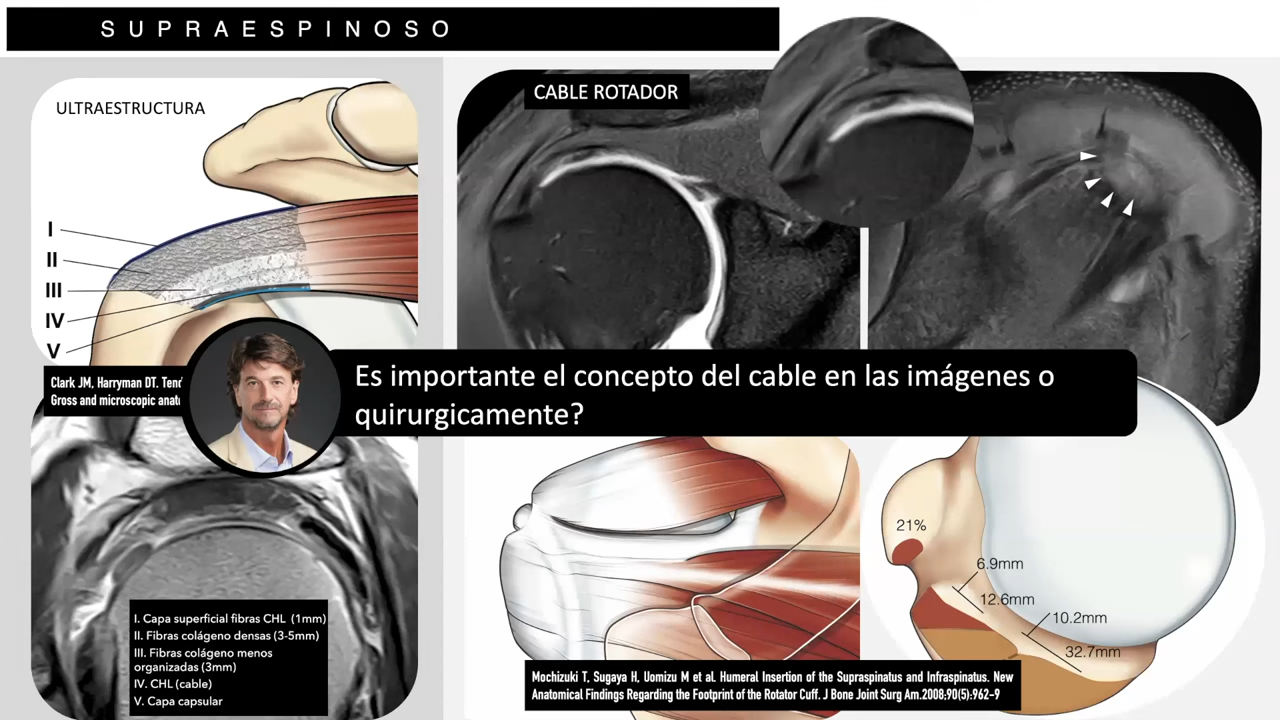 SUPRAESPINOSO
ULTRAESTRUCTURA
I
II
III
IV
V
Clark JM, Harryman DT.
Gross and microscopic
CABLE ROTADOR
Es importante el concepto del cable en las imágenes o
quirurgicamente?
I. Capa superficial fibras CHL (1mm)
II. Fibras colágeno densas (3-5mm)
III. Fibras colágeno menos
organizadas (3mm)
IV. CHL (cable)
V. Capa capsular
21%
6.9mm
12.6mm
10.2mm
32.7mm
Mochizuki T, Sugaya H, Uomizu M et al. Humeral Insertion of the Supraspinatus and Infraspinatus. New
Anatomical Findings Regarding the Footprint of the Rotator Cuff. J Bone Joint Surg Am.2008;90(5):962-9